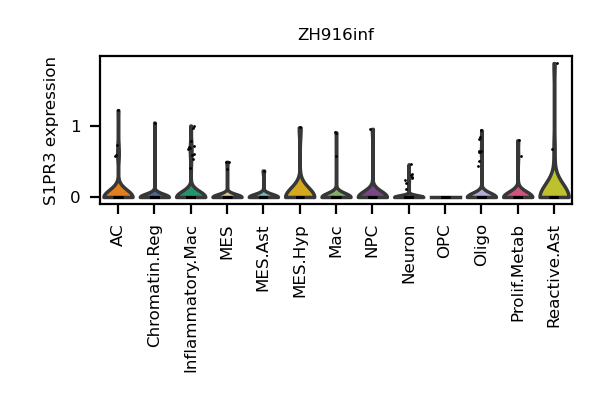 ZH916inf
S1PR3 expression
1
0
AC
Chromatin.Reg
Inflammatory.Mac
MES
MES.Ast
MES.Hyp
Mac
NPC
Neuron
OPC
Oligo
Prolif.Metab
Reactive.Ast